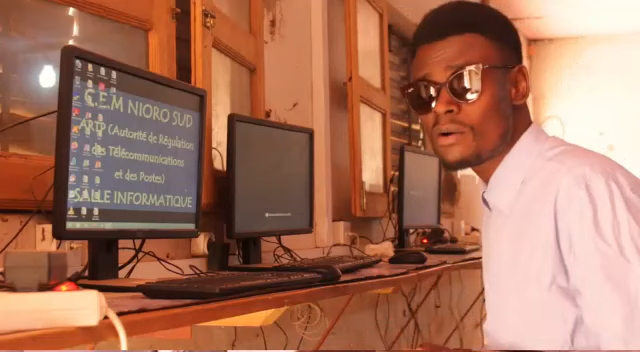 C E M NIORO SUD
ARTP (Autorité de Régulation
des Télécommunications
et des Postes)
SALLE INFORMATIQUE